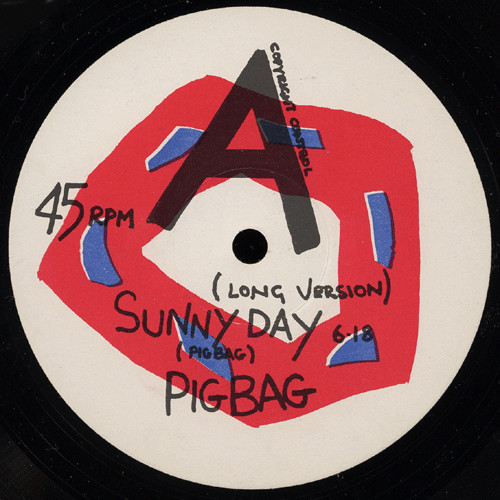 A
COPYRIGHT CONTROL
45 RPM
(LONG VERSION)
SUNNY DAY 6·18
(PIGBAG)
PIGBAG